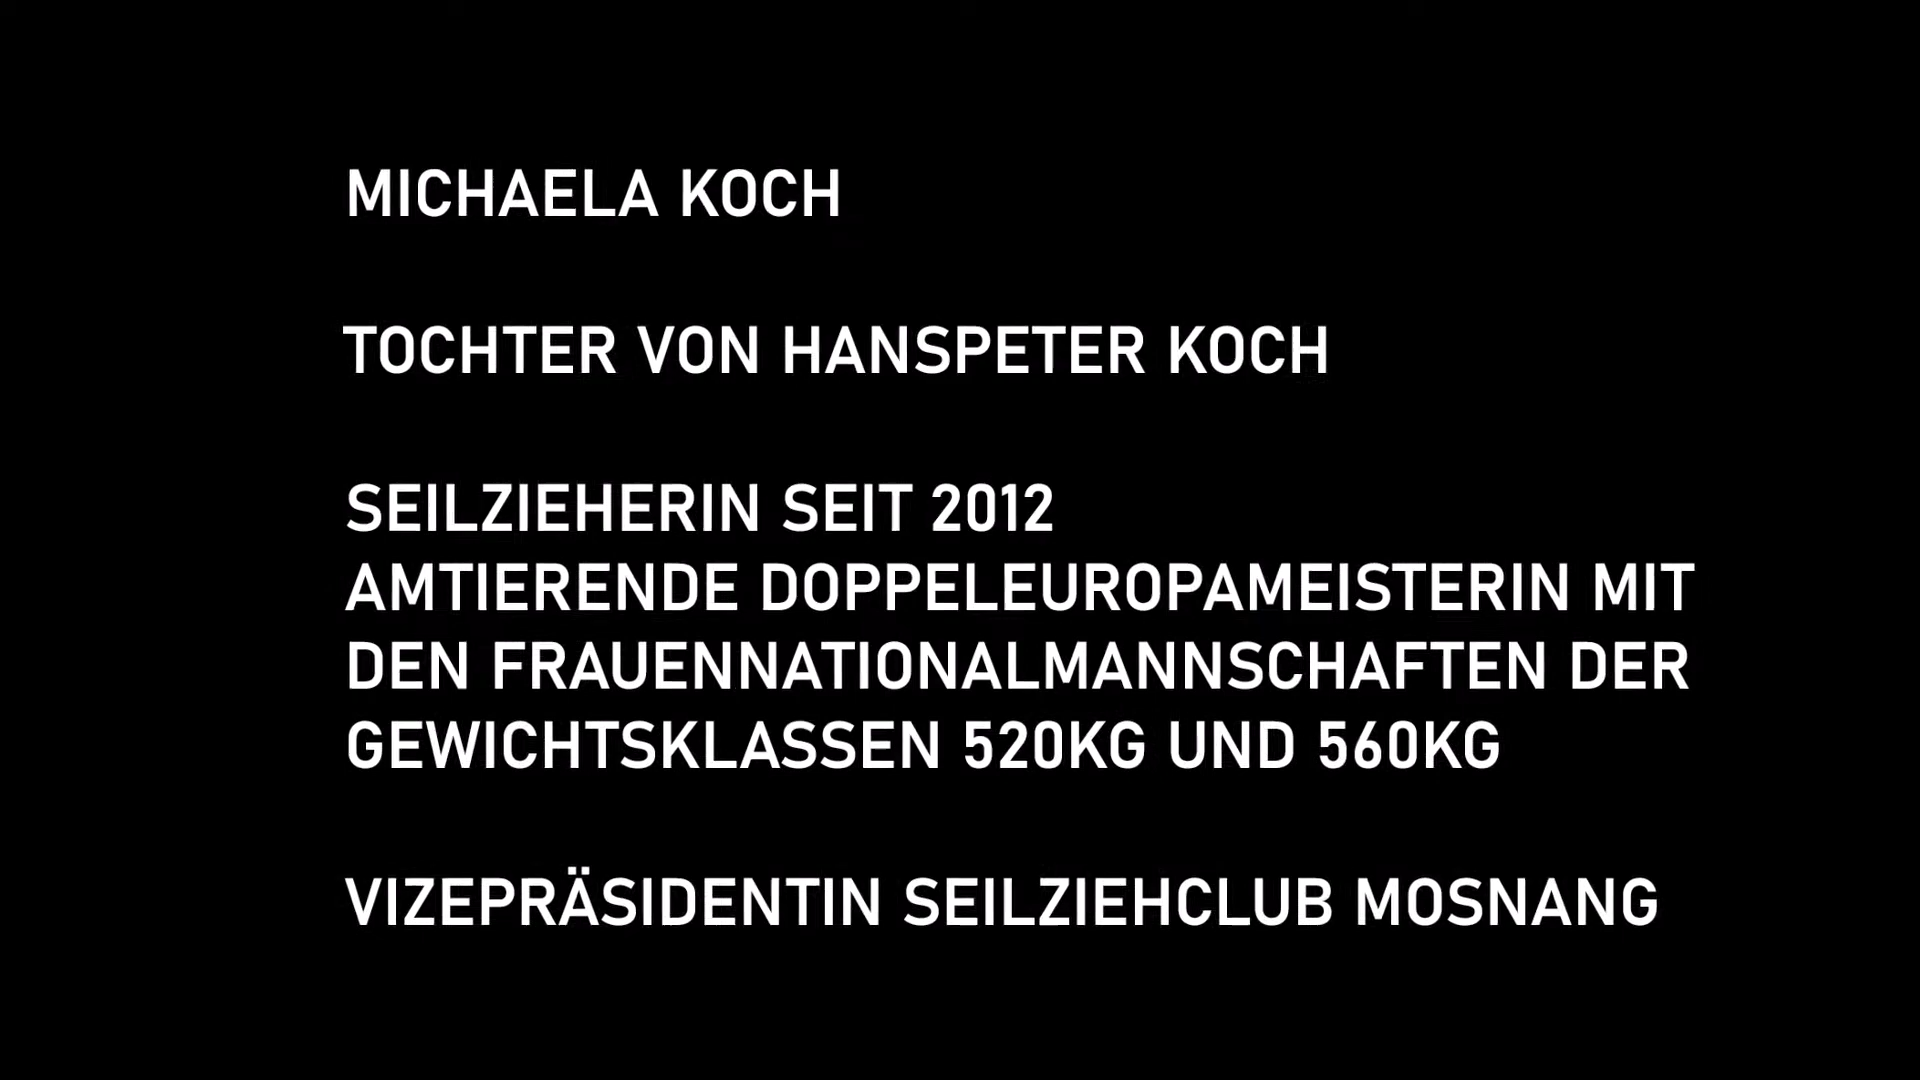 MICHAELA KOCH
TOCHTER VON HANSPETER KOCH
SEILZIEHERIN SEIT 2012
AMTIERENDE DOPPELEUROPAMEISTERIN MIT
DEN FRAUENNATIONALMANNSCHAFTEN DER
GEWICHTSKLASSEN 520KG UND 560KG
VIZEPRÄSIDENTIN SEILZIEHCLUB MOSNANG